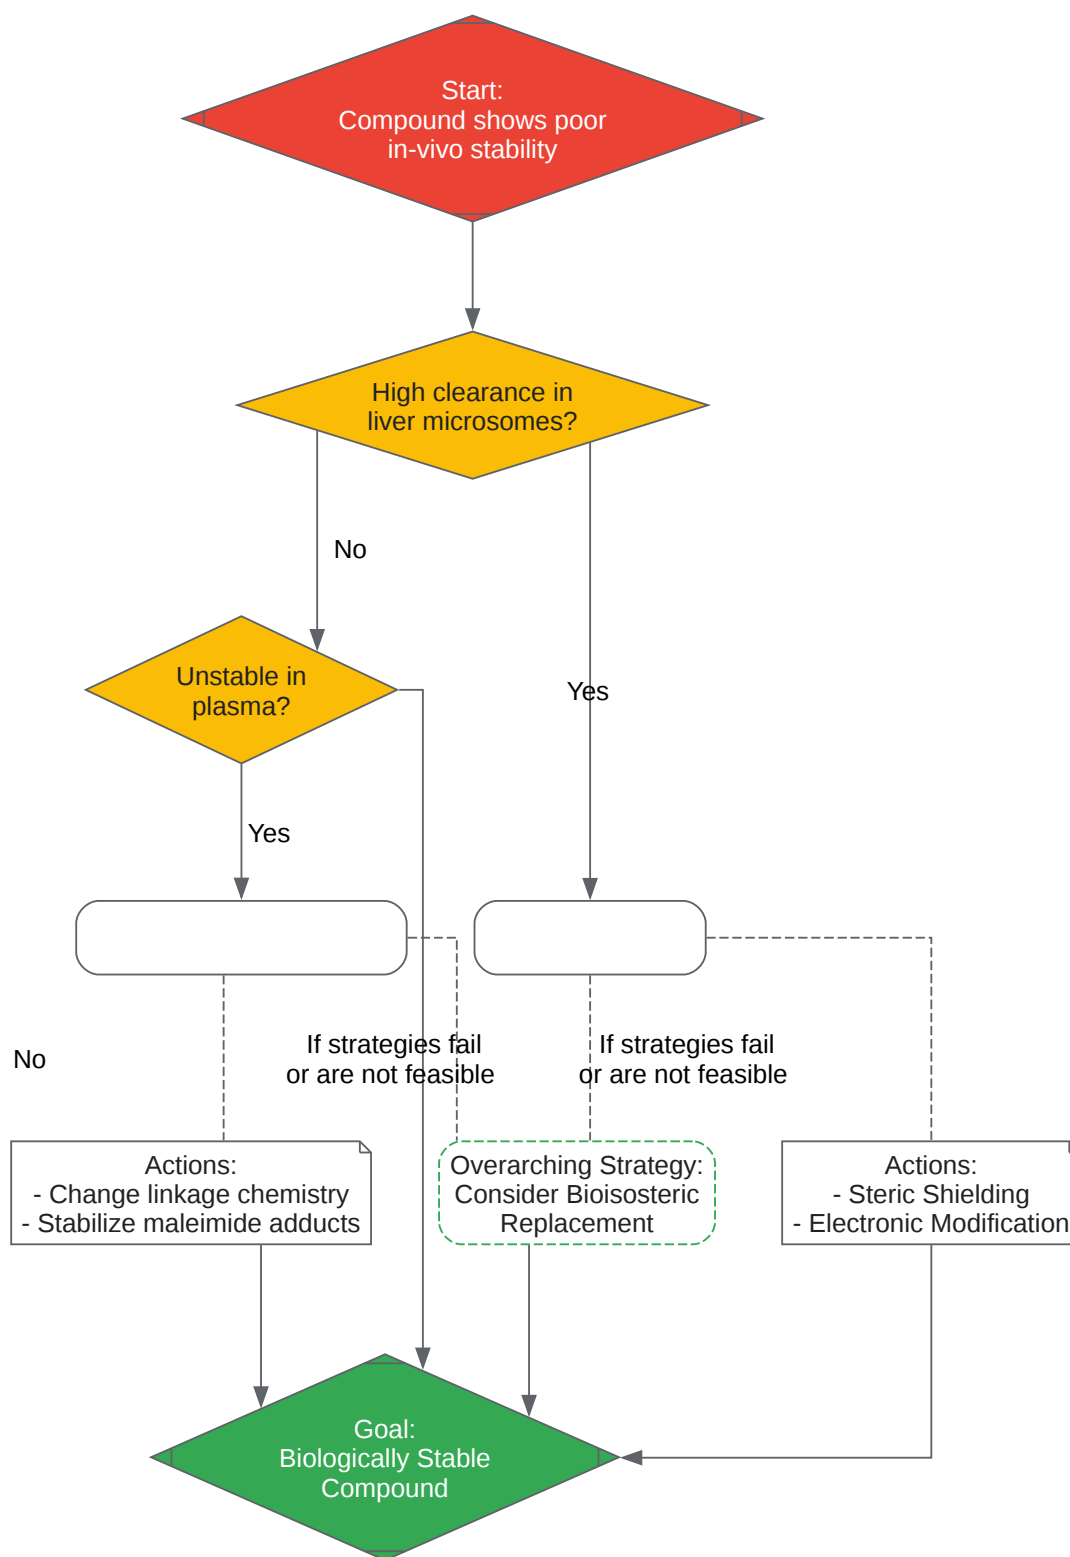 Start:
Compound shows poor
in-vivo stability
High clearance in
liver microsomes?
No
Unstable in
plasma?
Yes
Yes
If strategies fail
or are not feasible
If strategies fail
or are not feasible
No
Actions:
- Change linkage chemistry
- Stabilize maleimide adducts
Overarching Strategy:
Consider Bioisosteric
Replacement
Actions:
- Steric Shielding
- Electronic Modification
Goal:
Biologically Stable
Compound